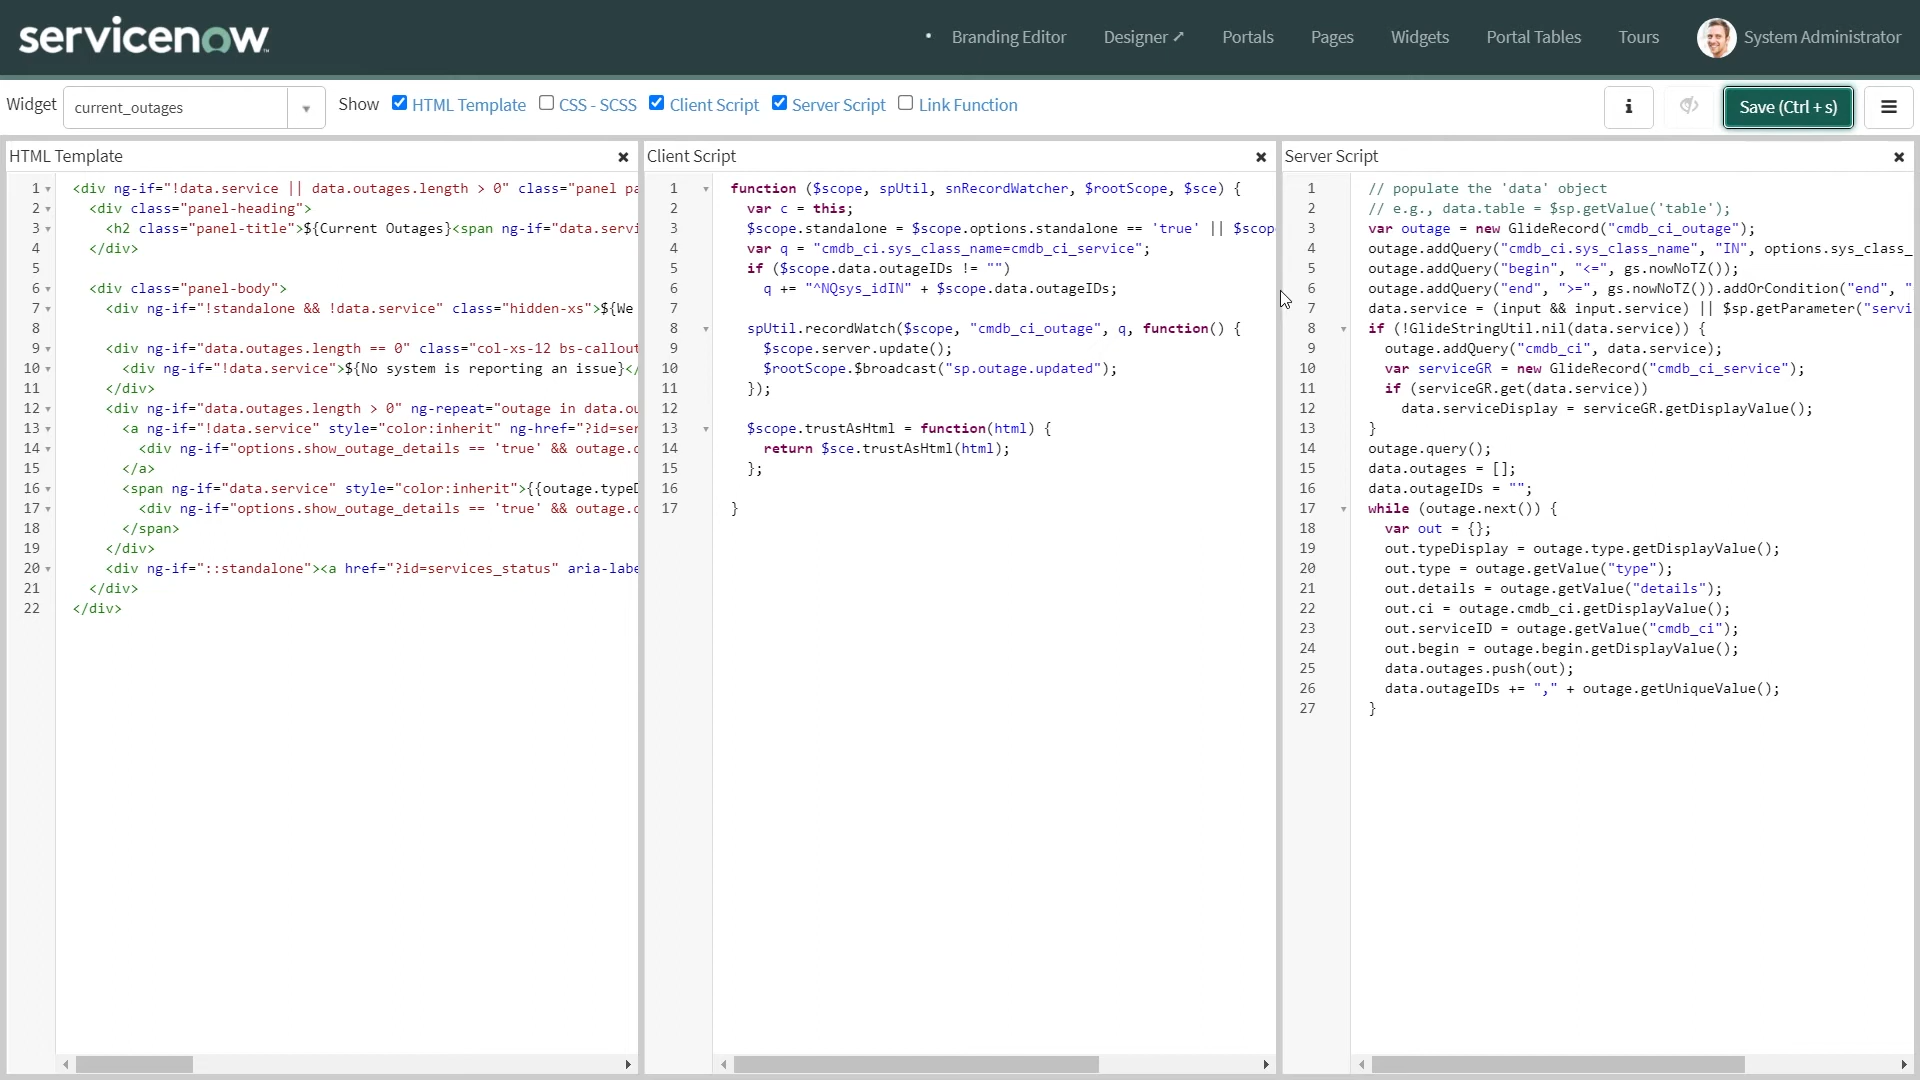 servicenow
Branding Editor
Designer
Portals
Pages
Widgets
Portal Tables
Tours
System Administrator
Widget
current_outages
Show
HTML Template
CSS - SCSS
Client Script
Server Script
Link Function
i
Save (Ctrl + s)
HTML Template
1 <div ng-if="!data.service || data.outages.length > 0" class="panel pa
2 <div class="panel-heading">
3 <h2 class="panel-title">${Current Outages}<span ng-if="data.servi
4 </div>
5
6 <div class="panel-body">
7 <div ng-if="!standalone && !data.service" class="hidden-xs">${We
8
9 <div ng-if="data.outages.length == 0" class="col-xs-12 bs-callout
10 <div ng-if="!data.service">${No system is reporting an issue}</
11 </div>
12 <div ng-if="data.outages.length > 0" ng-repeat="outage in data.ou
13 <a ng-if="!data.service" style="color:inherit" ng-href="?id=ser
14 <div ng-if="options.show_outage_details == 'true' && outage.d
15 </a>
16 <span ng-if="data.service" style="color:inherit">{{outage.typeD
17 <div ng-if="options.show_outage_details == 'true' && outage.d
18 </span>
19 </div>
20 <div ng-if="::standalone"><a href="?id=services_status" aria-labe
21 </div>
22 </div>
Client Script
1 function ($scope, spUtil, snRecordWatcher, $rootScope, $sce) {
2 var c = this;
3 $scope.standalone = $scope.options.standalone == 'true' || $scop
4 var q = "cmdb_ci.sys_class_name=cmdb_ci_service";
5 if ($scope.data.outageIDs != "")
6 q += "^NQsys_idIN" + $scope.data.outageIDs;
7
8 spUtil.recordWatch($scope, "cmdb_ci_outage", q, function() {
9 $scope.server.update();
10 $rootScope.$broadcast("sp.outage.updated");
11 });
12
13 $scope.trustAsHtml = function(html) {
14 return $sce.trustAsHtml(html);
15 };
16
17 }
Server Script
1 // populate the 'data' object
2 // e.g., data.table = $sp.getValue('table');
3 var outage = new GlideRecord("cmdb_ci_outage");
4 outage.addQuery("cmdb_ci.sys_class_name", "IN", options.sys_class_
5 outage.addQuery("begin", "<=", gs.nowNoTZ());
6 outage.addQuery("end", ">=", gs.nowNoTZ()).addOrCondition("end", "
7 data.service = (input && input.service) || $sp.getParameter("servi
8 if (!GlideStringUtil.nil(data.service)) {
9 outage.addQuery("cmdb_ci", data.service);
10 var serviceGR = new GlideRecord("cmdb_ci_service");
11 if (serviceGR.get(data.service))
12 data.serviceDisplay = serviceGR.getDisplayValue();
13 }
14 outage.query();
15 data.outages = [];
16 data.outageIDs = "";
17 while (outage.next()) {
18 var out = {};
19 out.typeDisplay = outage.type.getDisplayValue();
20 out.type = outage.getValue("type");
21 out.details = outage.getValue("details");
22 out.ci = outage.cmdb_ci.getDisplayValue();
23 out.serviceID = outage.getValue("cmdb_ci");
24 out.begin = outage.begin.getDisplayValue();
25 data.outages.push(out);
26 data.outageIDs += "," + outage.getUniqueValue();
27 }